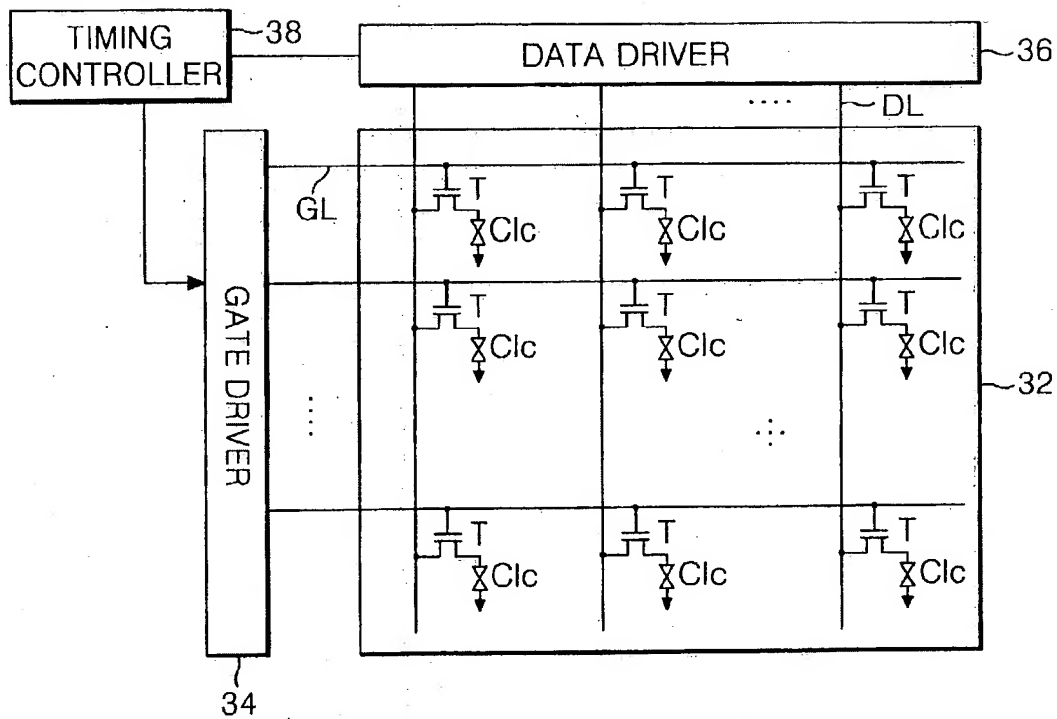 TIMING
CONTROLLER
38
DATA DRIVER
36
DL
GL
T
T
T
Clc
Clc
Clc
T
T
T
Clc
Clc
Clc
GATE DRIVER
32
T
T
T
Clc
Clc
Clc
34